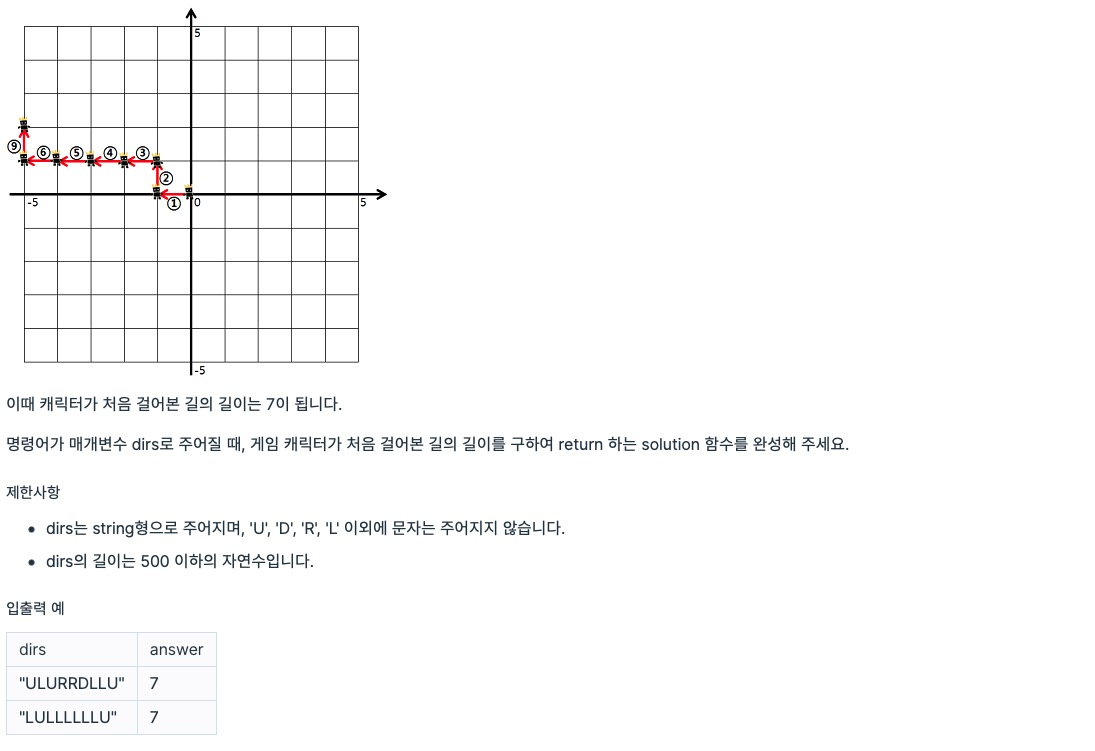 5
⑨ ⑥ ⑤ ④ ③
②
-5 ① 0 5
-5
이때 캐릭터가 처음 걸어본 길의 길이는 7이 됩니다.
명령어가 매개변수 dirs로 주어질 때, 게임 캐릭터가 처음 걸어본 길의 길이를 구하여 return 하는 solution 함수를 완성해 주세요.
제한사항
• dirs는 string형으로 주어지며, 'U', 'D', 'R', 'L' 이외에 문자는 주어지지 않습니다.
• dirs의 길이는 500 이하의 자연수입니다.
입출력 예
dirs answer
"ULURRDLLU" 7
"LULLLLLLU" 7